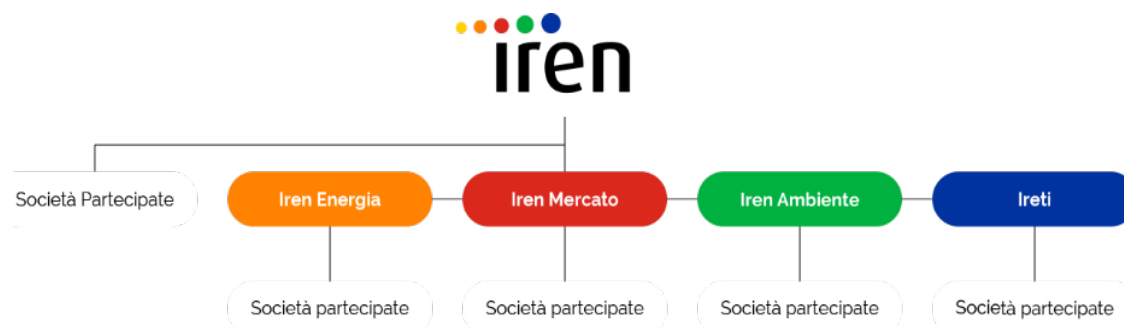 iren
Società Partecipate
Iren Energia
Iren Mercato
Iren Ambiente
Ireti
Società partecipate
Società partecipate
Società partecipate
Società partecipate